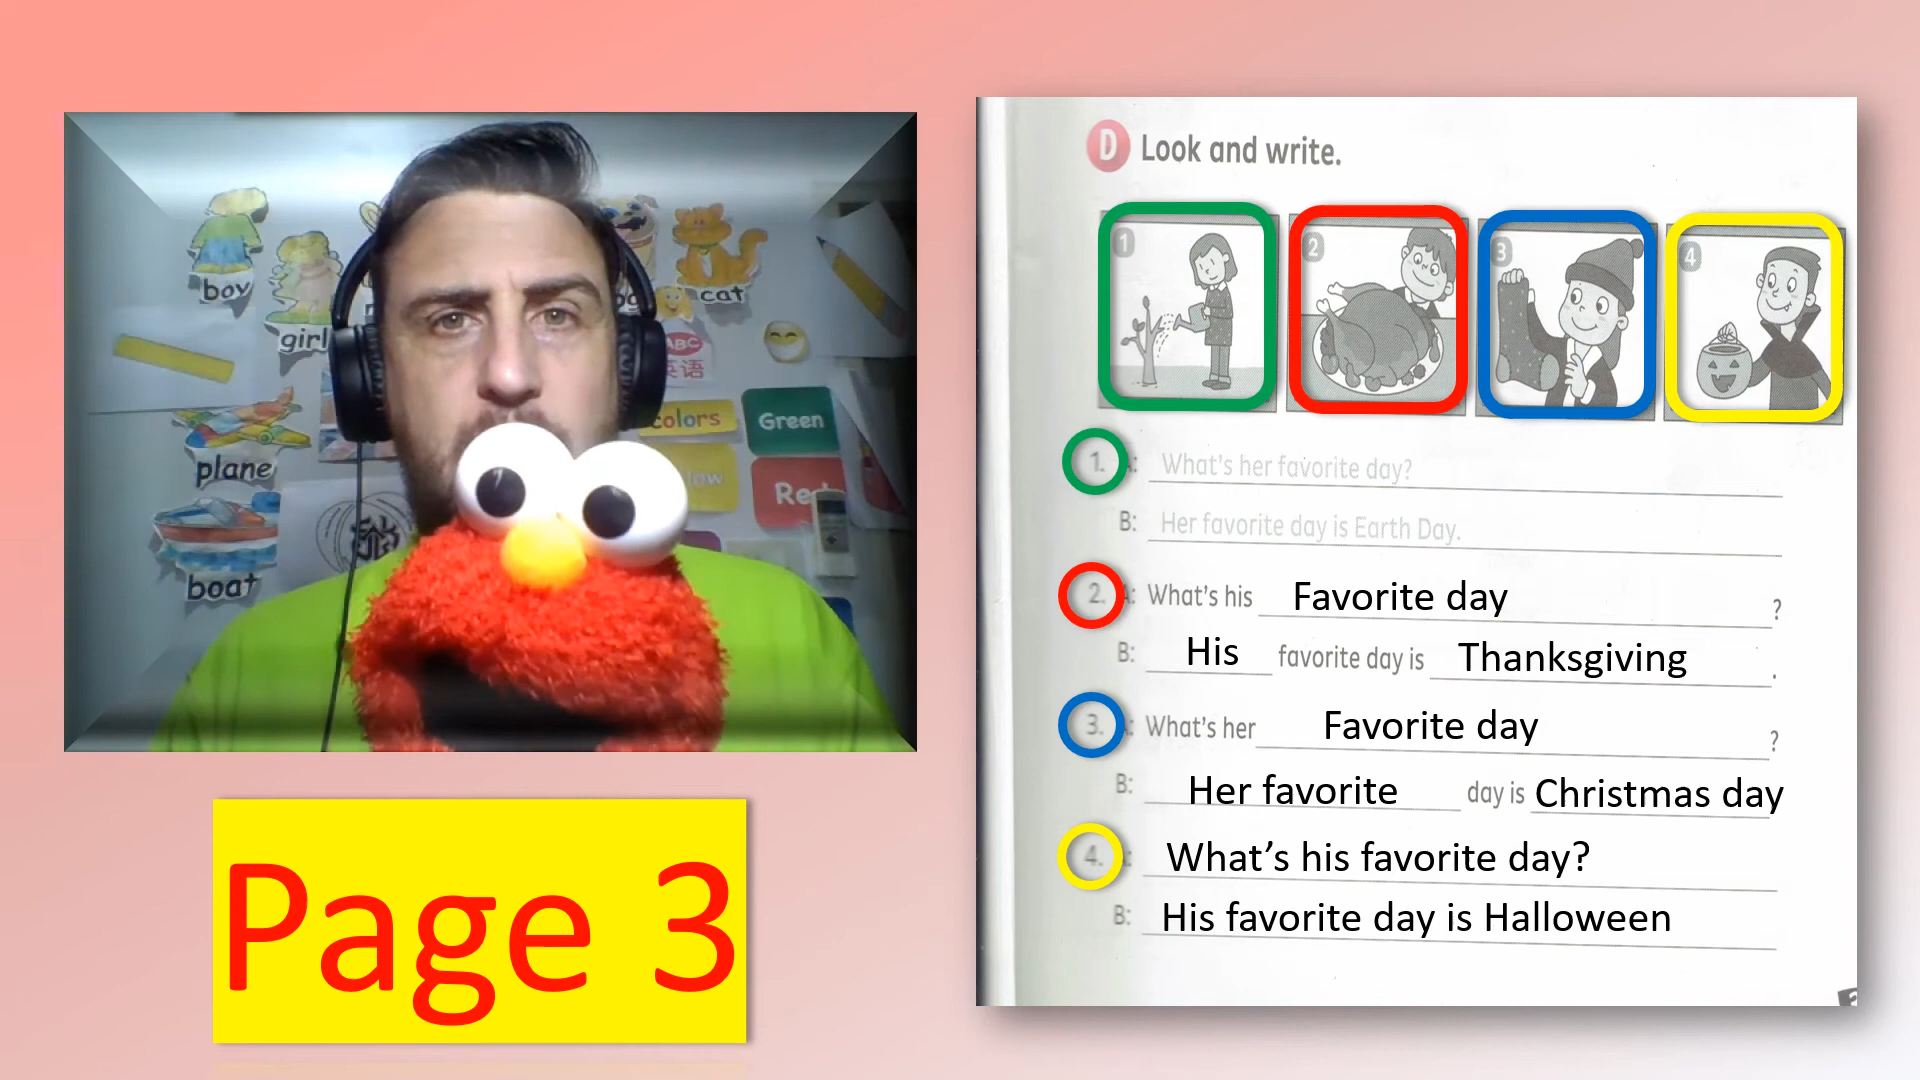 boy
girl
cat
ABC
英语
colors
Green
plane
boat
Page 3
D Look and write.
1 2 3 4
1. A: What's her favorite day?
B: Her favorite day is Earth Day.
2. A: What's his Favorite day ?
B: His favorite day is Thanksgiving .
3. A: What's her Favorite day ?
B: Her favorite day is Christmas day
4. What's his favorite day?
B: His favorite day is Halloween